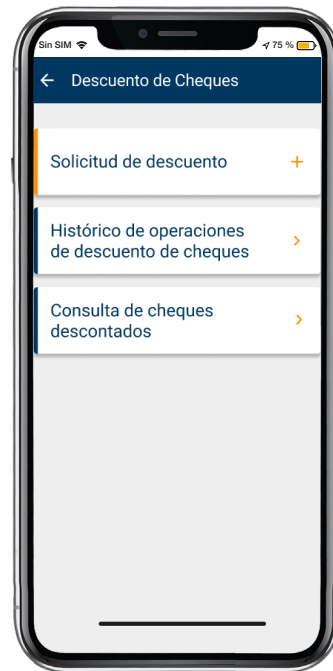 Sin SIM 75 %
Descuento de Cheques
Solicitud de descuento
Histórico de operaciones
de descuento de cheques
Consulta de cheques
descontados